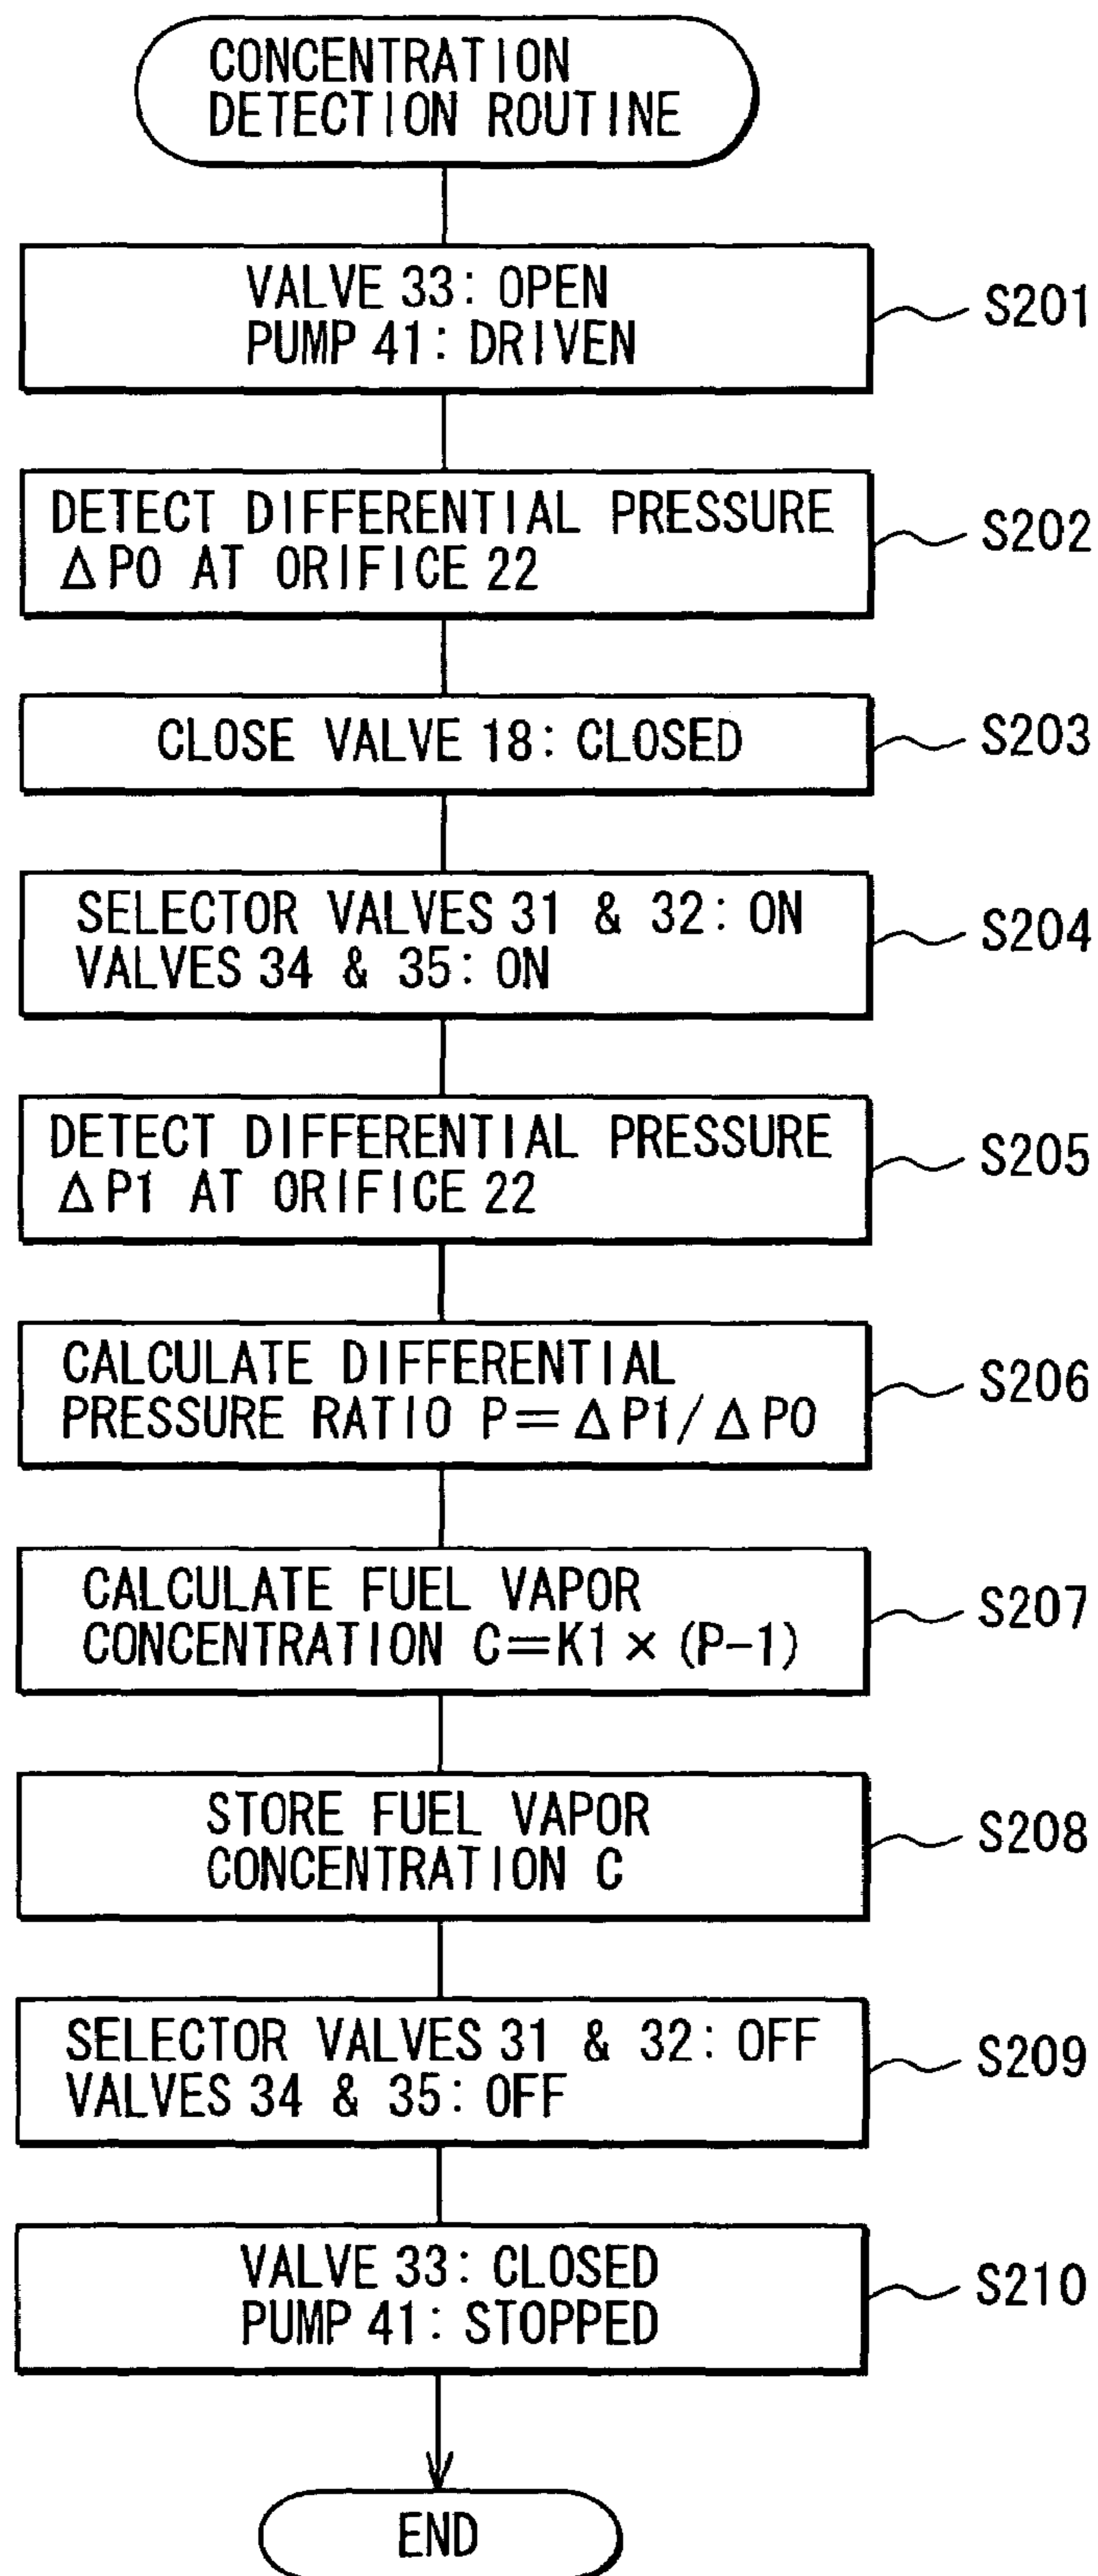 CONCENTRATION
DETECTION ROUTINE
VALVE 33: OPEN
PUMP 41: DRIVEN
S201
DETECT DIFFERENTIAL PRESSURE
ΔP0 AT ORIFICE 22
S202
CLOSE VALVE 18: CLOSED
S203
SELECTOR VALVES 31 & 32: ON
VALVES 34 & 35: ON
S204
DETECT DIFFERENTIAL PRESSURE
ΔP1 AT ORIFICE 22
S205
CALCULATE DIFFERENTIAL
PRESSURE RATIO P=ΔP1/ΔP0
S206
CALCULATE FUEL VAPOR
CONCENTRATION C=K1×(P-1)
S207
STORE FUEL VAPOR
CONCENTRATION C
S208
SELECTOR VALVES 31 & 32: OFF
VALVES 34 & 35: OFF
S209
VALVE 33: CLOSED
PUMP 41: STOPPED
S210
END